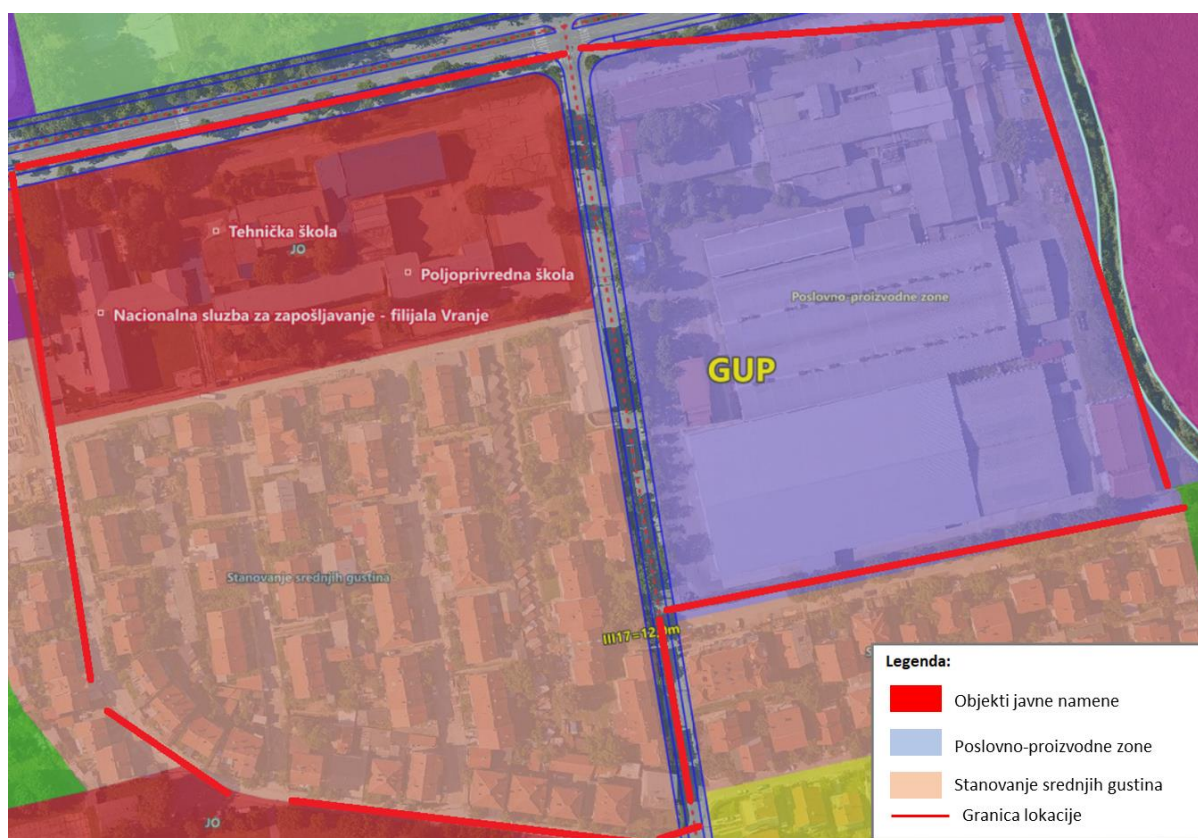 Tehnička škola
JO
Poljoprivredna škola
Nacionalna sluzba za zapošljavanje - filijala Vranje
Poslovno-proizvodne zone
GUP
Stanovanje srednjih gustina
Legenda:
Objekti javne namene
Poslovno-proizvodne zone
Stanovanje srednjih gustina
Granica lokacije
JO